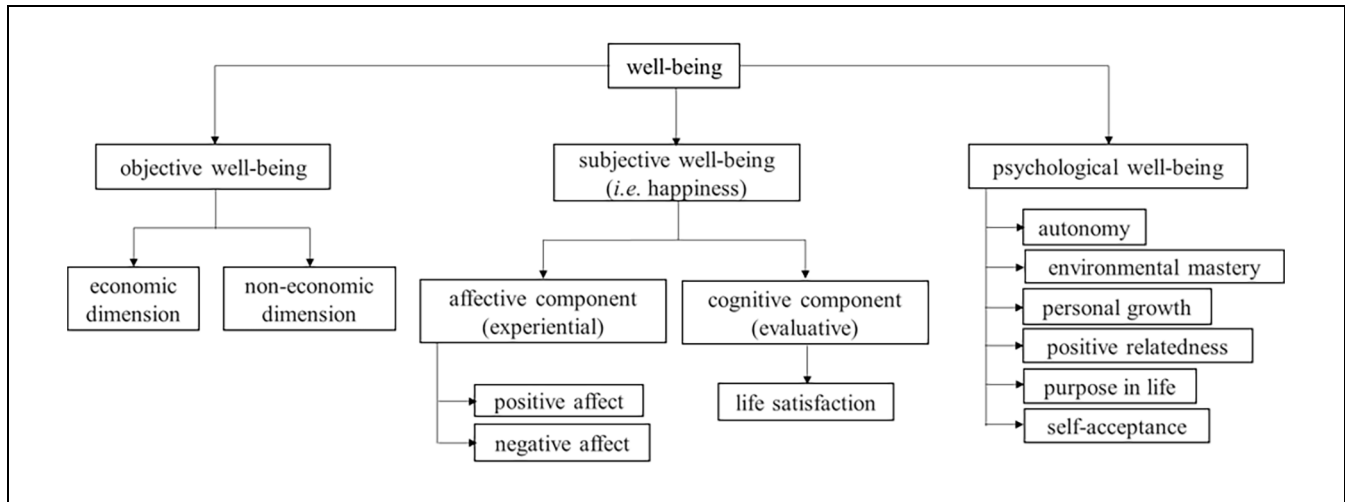 well-being
objective well-being
subjective well-being
(i.e. happiness)
psychological well-being
economic
dimension
non-economic
dimension
affective component
(experiential)
positive affect
negative affect
cognitive component
(evaluative)
life satisfaction
autonomy
environmental mastery
personal growth
positive relatedness
purpose in life
self-acceptance